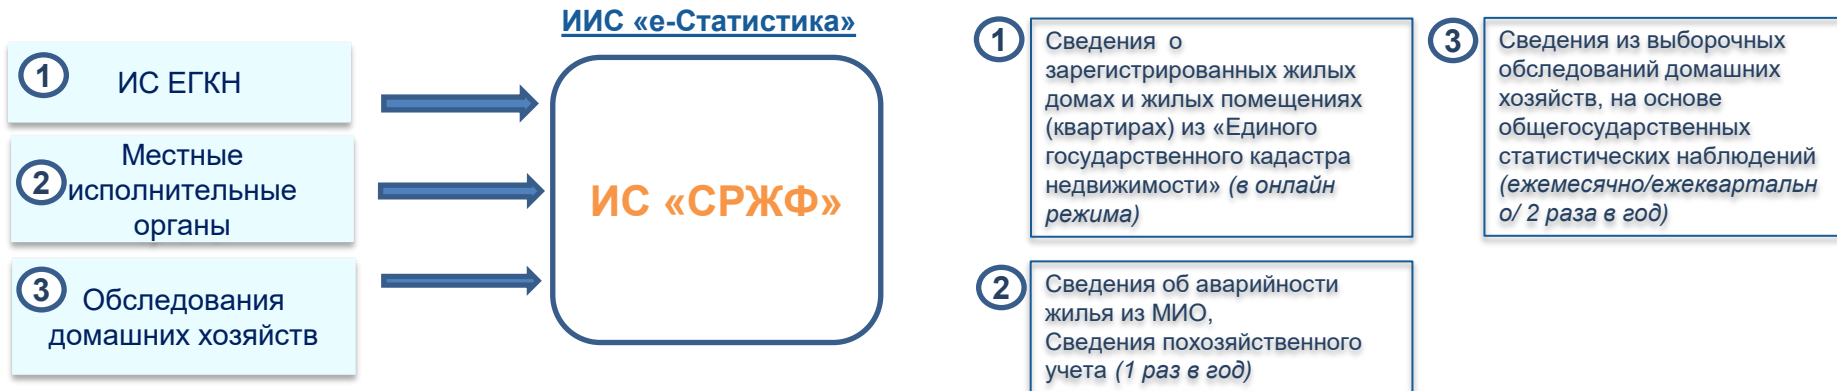 ИИС «е-Статистика»
1
ИС ЕГКН
2
Местные
исполнительные
органы
3
Обследования
домашних хозяйств
ИС «СРЖФ»
1
Сведения о
зарегистрированных жилых
домах и жилых помещениях
(квартирах) из «Единого
государственного кадастра
недвижимости» (в онлайн
режима)
2
Сведения об аварийности
жилья из МИО,
Сведения похозяйственного
учета (1 раз в год)
3
Сведения из выборочных
обследований домашних
хозяйств, на основе
общегосударственных
статистических наблюдений
(ежемесячно/ежеквартальн
о/ 2 раза в год)